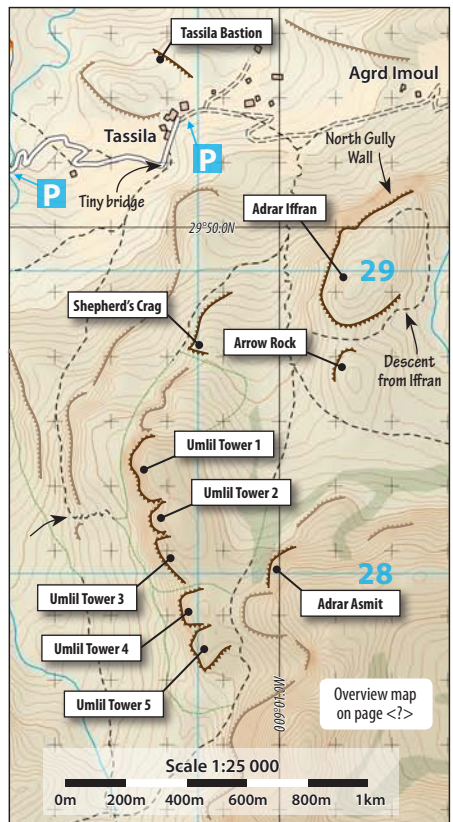 Tassila Bastion
Agrd Imoul
Tassila
North Gully
Wall
P
P
Tiny bridge
Adrar Iffran
29°50.0N
29
Shepherd's Crag
Arrow Rock
Descent
from Iffran
Umlil Tower 1
Umlil Tower 2
28
Umlil Tower 3
Adrar Asmit
Umlil Tower 4
Umlil Tower 5
009°01.0W
Overview map
on page <?>
Scale 1:25 000
0m 200m 400m 600m 800m 1km